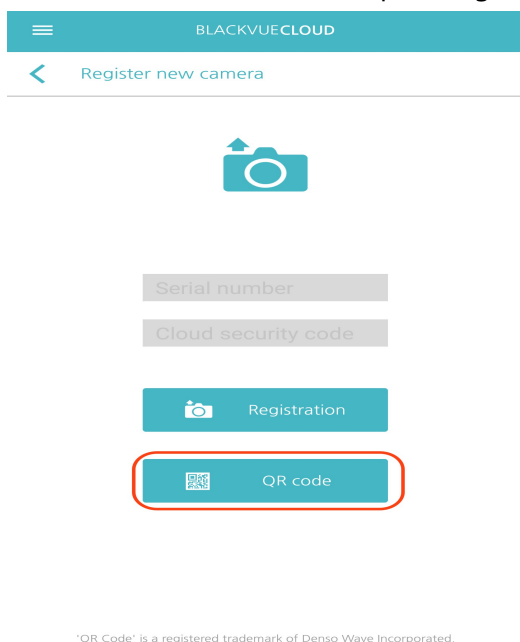 BLACKVUECLOUD
Register new camera
Serial number
Cloud security code
Registration
QR code
'QR Code' is a registered trademark of Denso Wave Incorporated.